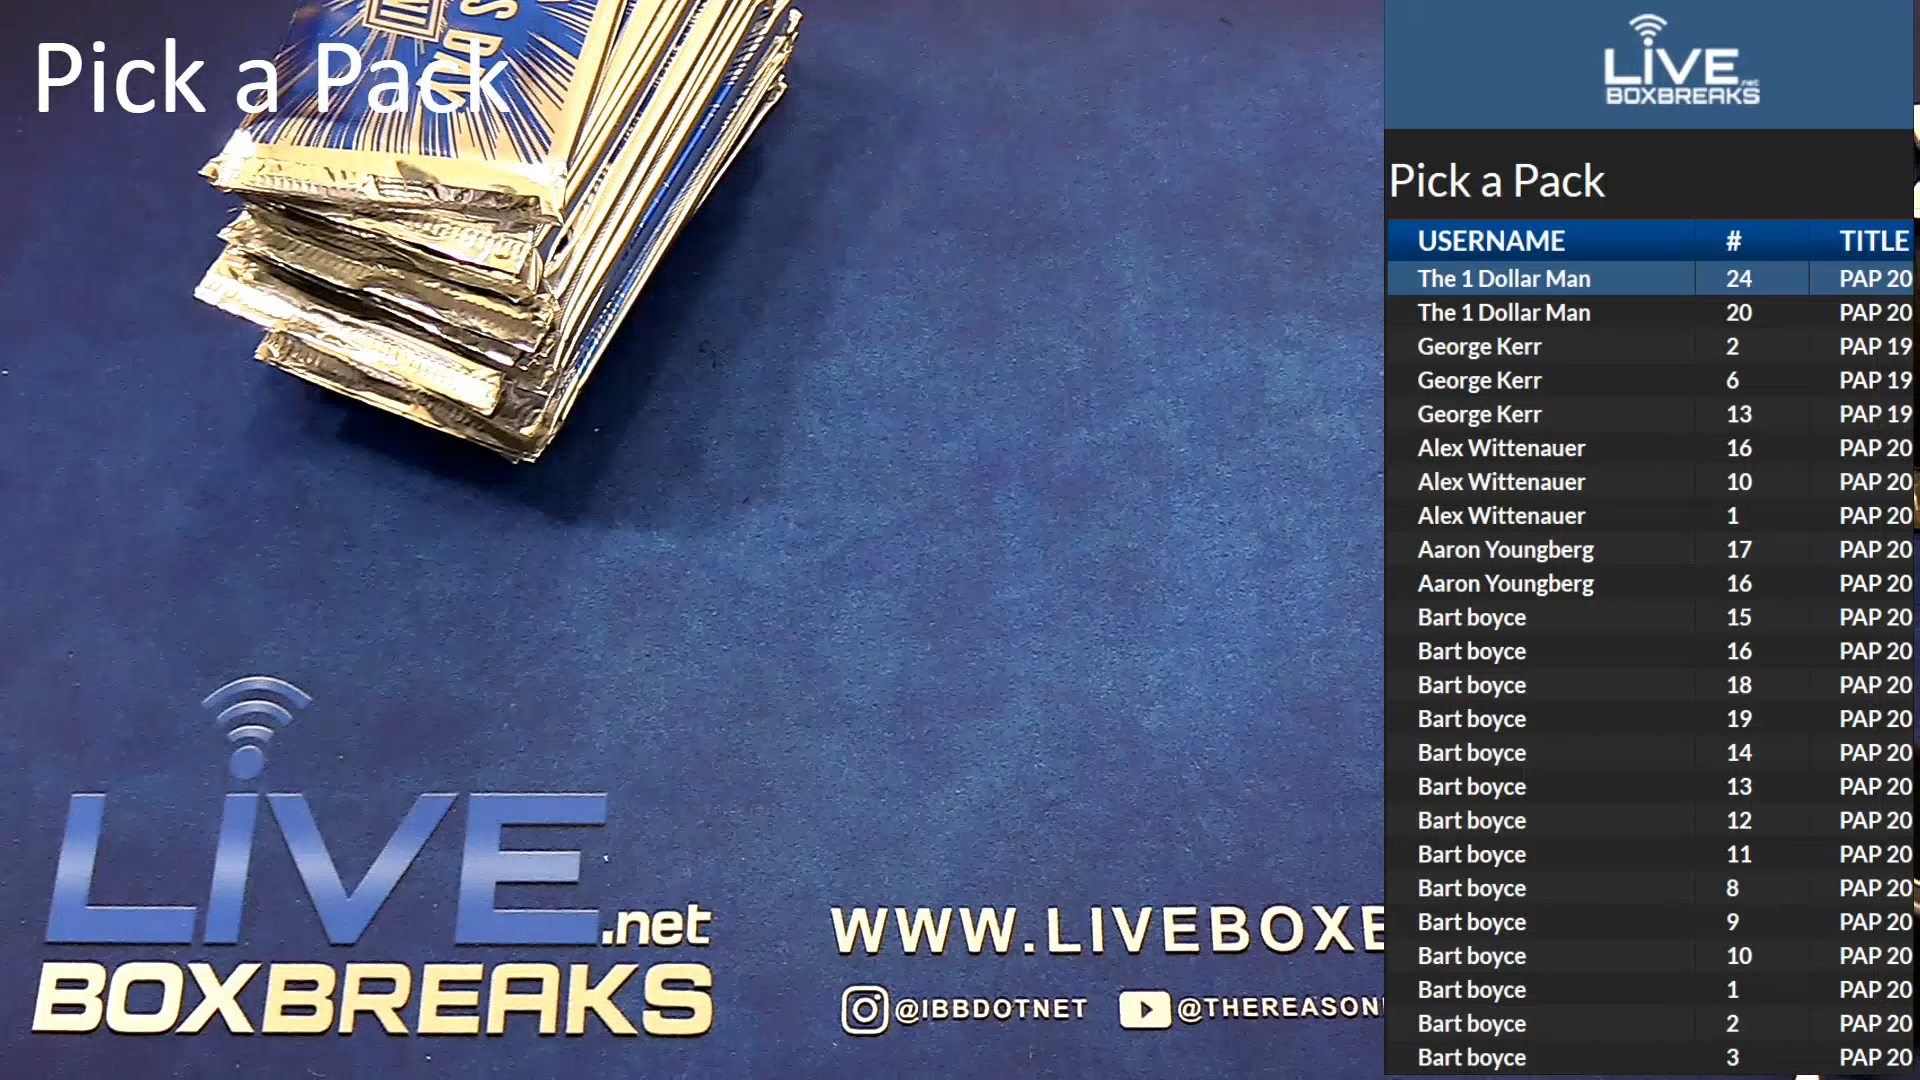 Pick a Pack
LIVE.net
BOXBREAKS
Pick a Pack
USERNAME # TITLE
The 1 Dollar Man 24 PAP 20
The 1 Dollar Man 20 PAP 20
George Kerr 2 PAP 19
George Kerr 6 PAP 19
George Kerr 13 PAP 19
Alex Wittenauer 16 PAP 20
Alex Wittenauer 10 PAP 20
Alex Wittenauer 1 PAP 20
Aaron Youngberg 17 PAP 20
Aaron Youngberg 16 PAP 20
Bart boyce 15 PAP 20
Bart boyce 16 PAP 20
Bart boyce 18 PAP 20
Bart boyce 19 PAP 20
Bart boyce 14 PAP 20
Bart boyce 13 PAP 20
Bart boyce 12 PAP 20
Bart boyce 11 PAP 20
Bart boyce 8 PAP 20
Bart boyce 9 PAP 20
Bart boyce 10 PAP 20
Bart boyce 1 PAP 20
Bart boyce 2 PAP 20
Bart boyce 3 PAP 20
LIVE.net
BOXBREAKS
WWW.LIVEBOXB
@IBBDOTNET @THEREASON